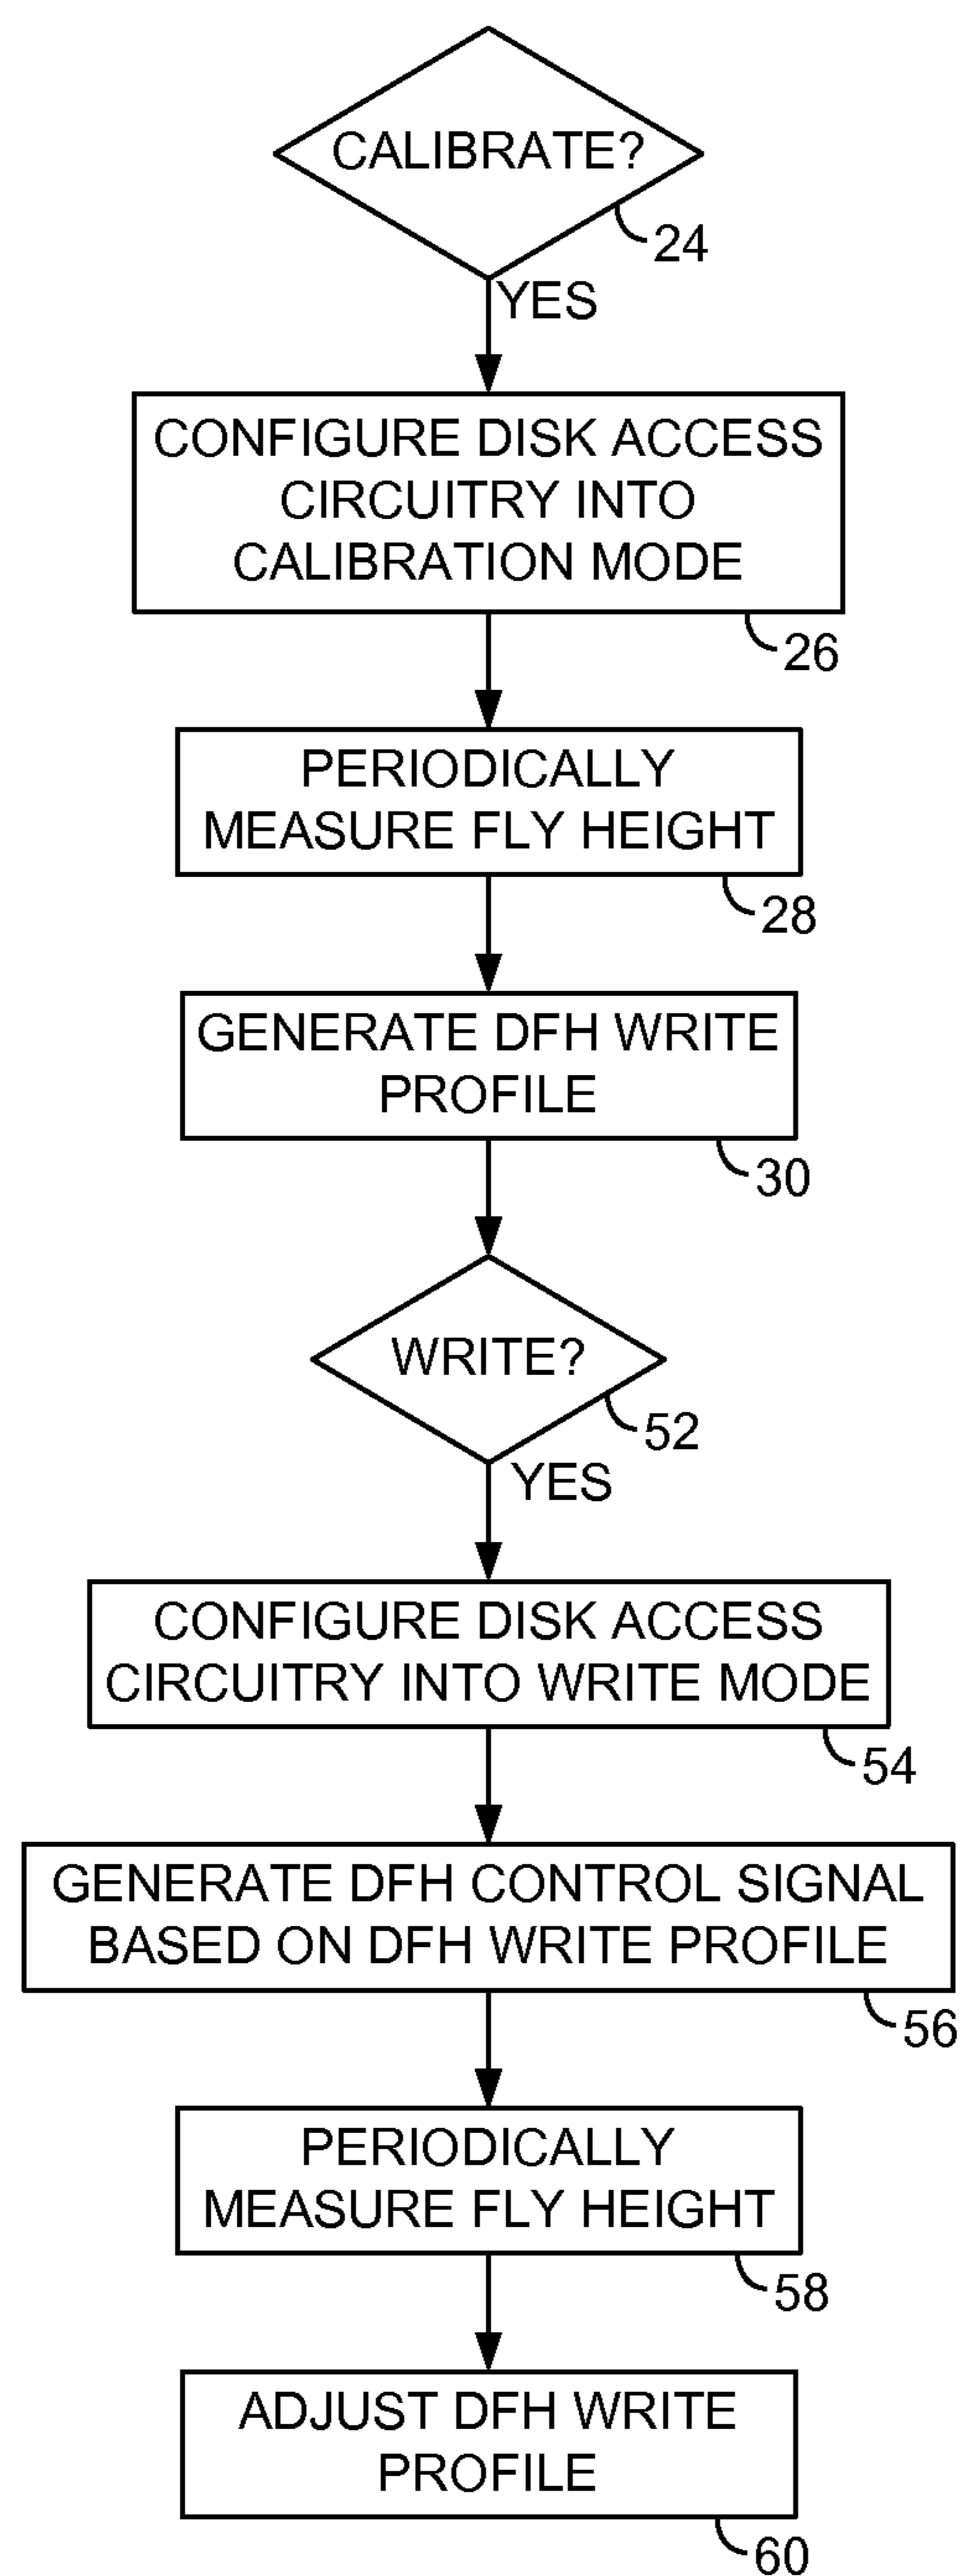 CALIBRATE?
24
YES
CONFIGURE DISK ACCESS
CIRCUITRY INTO
CALIBRATION MODE
26
PERIODICALLY
MEASURE FLY HEIGHT
28
GENERATE DFH WRITE
PROFILE
30
WRITE?
52
YES
CONFIGURE DISK ACCESS
CIRCUITRY INTO WRITE MODE
54
GENERATE DFH CONTROL SIGNAL
BASED ON DFH WRITE PROFILE
56
PERIODICALLY
MEASURE FLY HEIGHT
58
ADJUST DFH WRITE
PROFILE
60